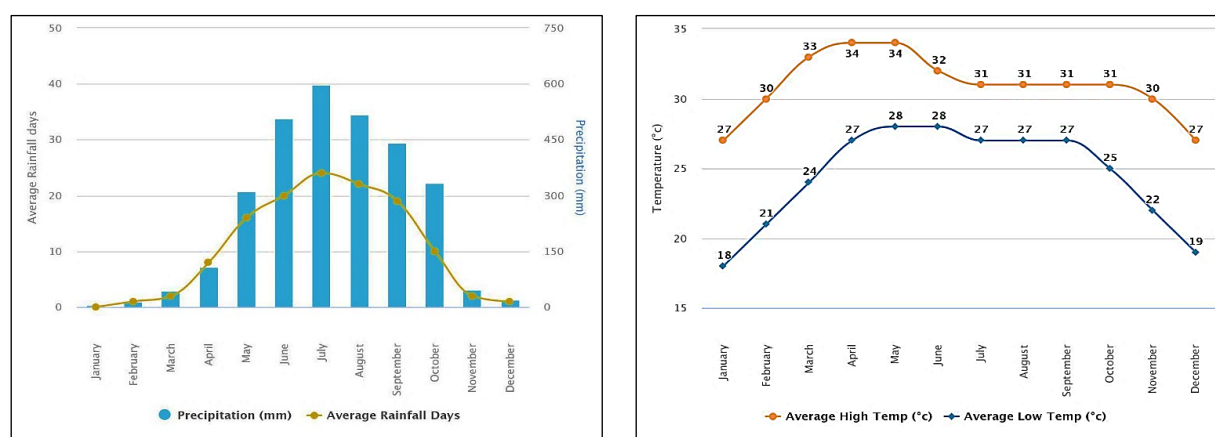 50
40
30
20
10
0
Average Rainfall days
750
600
450
300
150
0
Precipitation (mm)
January
February
March
April
May
June
July
August
September
October
November
December
Precipitation (mm)
Average Rainfall Days
35
30
25
20
15
Temperature (°c)
27
30
33
34
34
32
31
31
31
31
30
27
18
21
24
27
28
28
27
27
27
25
22
19
January
February
March
April
May
June
July
August
September
October
November
December
Average High Temp (°c)
Average Low Temp (°c)